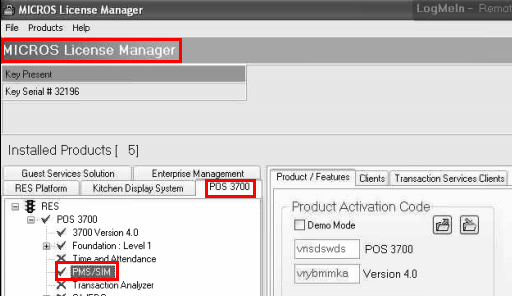 MICROS License Manager
LogMeIn - Remot
File Products Help
MICROS License Manager
Key Present
Key Serial # 32196
Installed Products [ 5]
Guest Services Solution Enterprise Management
RES Platform Kitchen Display System POS 3700
RES
POS 3700
3700 Version 4.0
Foundation : Level 1
Time and Attendance
PMS/SIM
Transaction Analyzer
Product / Features Clients Transaction Services Clients
Product Activation Code
Demo Mode
vnsdswds POS 3700
vrybmmka Version 4.0